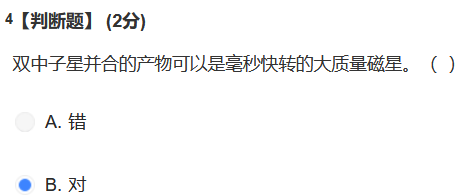 4【判断题】 (2分)
双中子星并合的产物可以是毫秒快转的大质量磁星。（ ）
A. 错
B. 对